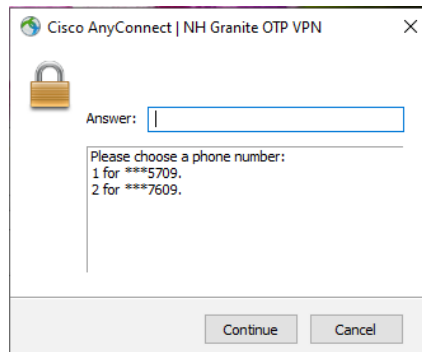 Cisco AnyConnect | NH Granite OTP VPN
Answer:
Please choose a phone number:
1 for ***5709.
2 for ***7609.
Continue
Cancel